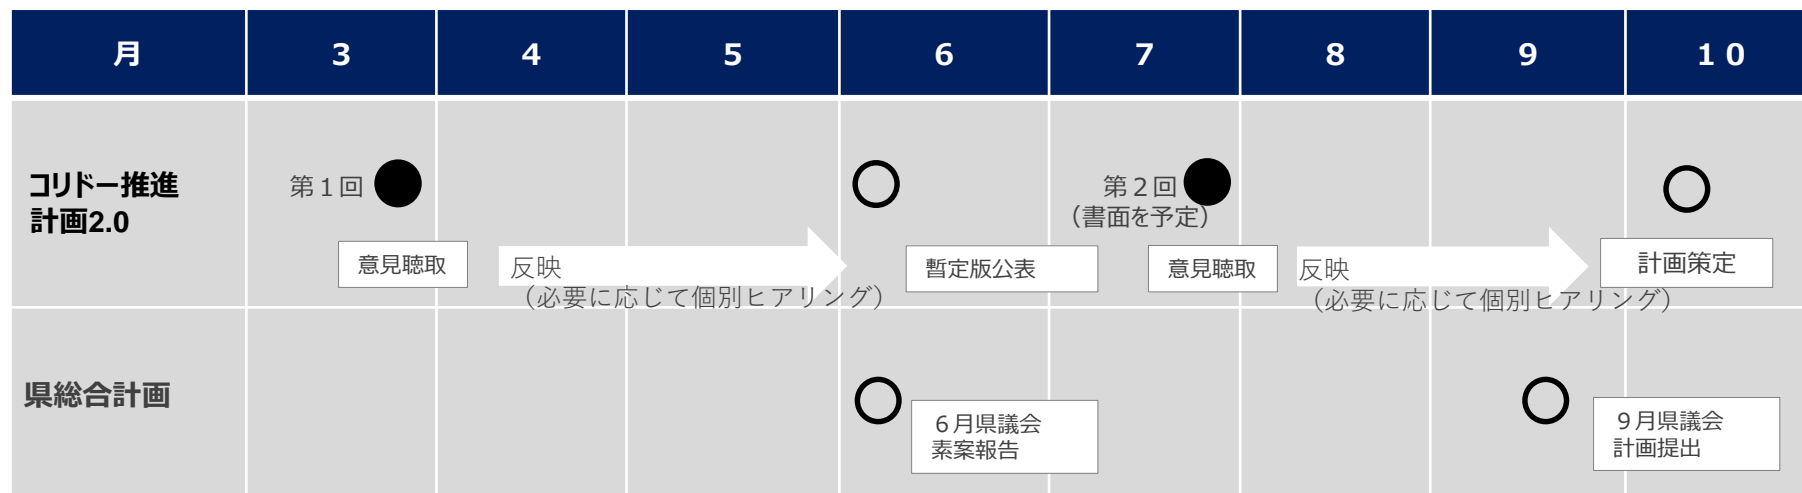 月 3 4 5 6 7 8 9 10
コリドー推進
計画2.0
第1回
第2回
（書面を予定）
意見聴取
反映
（必要に応じて個別ヒアリング）
暫定版公表
意見聴取
反映
（必要に応じて個別ヒアリング）
計画策定
県総合計画
6月県議会
素案報告
9月県議会
計画提出